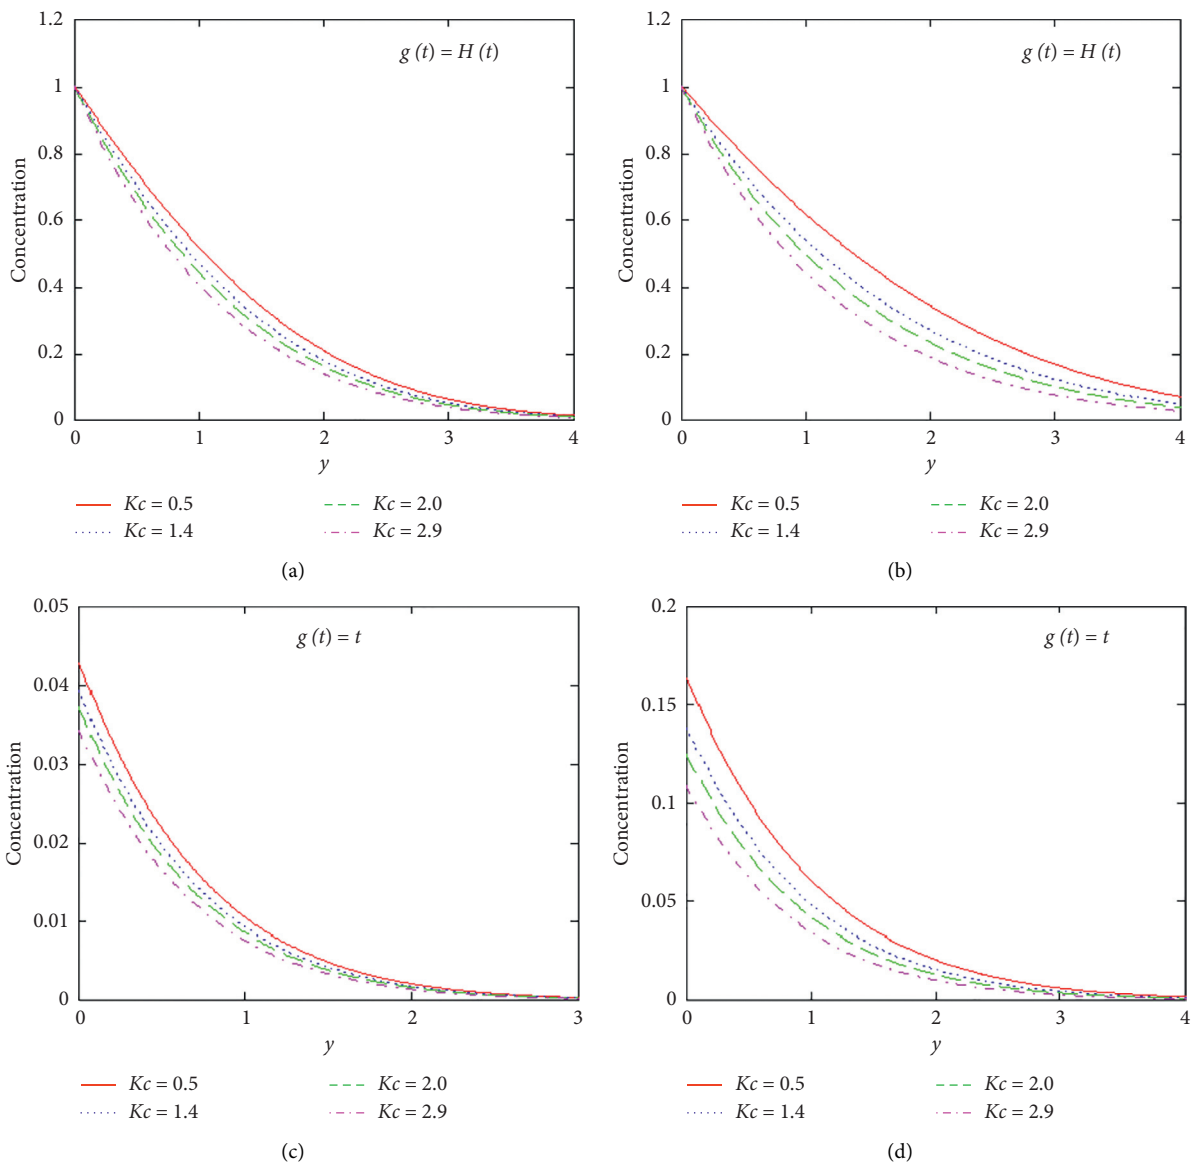 1.2
g (t) = H (t)
1
0.8
0.6
0.4
0.2
0
Concentration
0 1 2 3 4
y
Kc = 0.5
Kc = 2.0
Kc = 1.4
Kc = 2.9
(a)
1.2
g (t) = H (t)
1
0.8
0.6
0.4
0.2
0
Concentration
0 1 2 3 4
y
Kc = 0.5
Kc = 2.0
Kc = 1.4
Kc = 2.9
(b)
0.05
g (t) = t
0.04
0.03
0.02
0.01
0
Concentration
0 1 2 3
y
Kc = 0.5
Kc = 2.0
Kc = 1.4
Kc = 2.9
(c)
0.2
g (t) = t
0.15
0.1
0.05
0
Concentration
0 1 2 3 4
y
Kc = 0.5
Kc = 2.0
Kc = 1.4
Kc = 2.9
(d)